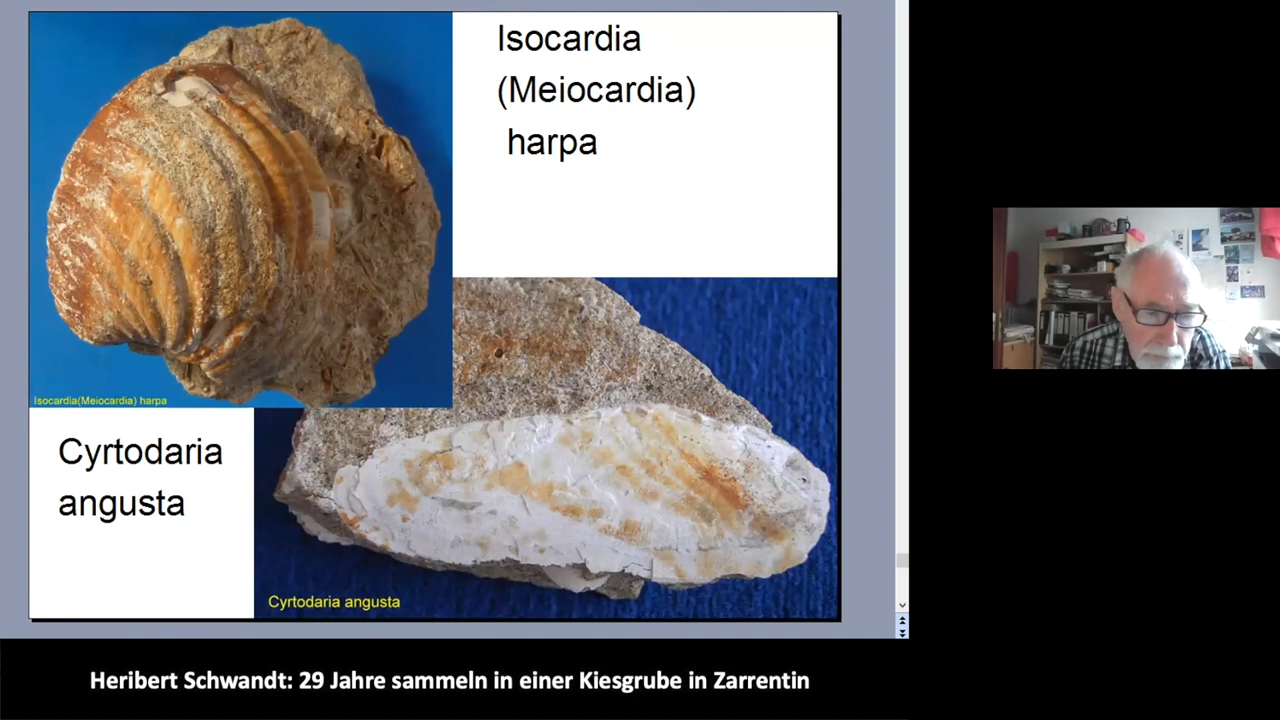 Isocardia
(Meiocardia)
harpa
Isocardia(Meiocardia) harpa
Cyrtodaria
angusta
Cyrtodaria angusta
Heribert Schwandt: 29 Jahre sammeln in einer Kiesgrube in Zarrentin